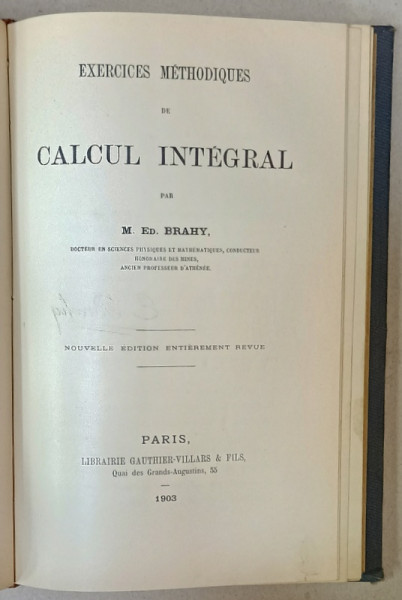 EXERCICES MÉTHODIQUES
DE
CALCUL INTÉGRAL
PAR
M. ED. BRAHY,
DOCTEUR EN SCIENCES PHYSIQUES ET MATHÉMATIQUES, CONDUCTEUR
HONORAIRE DES MINES,
ANCIEN PROFESSEUR D'ATHÉNÉE.
NOUVELLE ÉDITION ENTIÈREMENT REVUE
PARIS,
LIBRAIRIE GAUTHIER-VILLARS & FILS,
Quai des Grands-Augustins, 55
1903